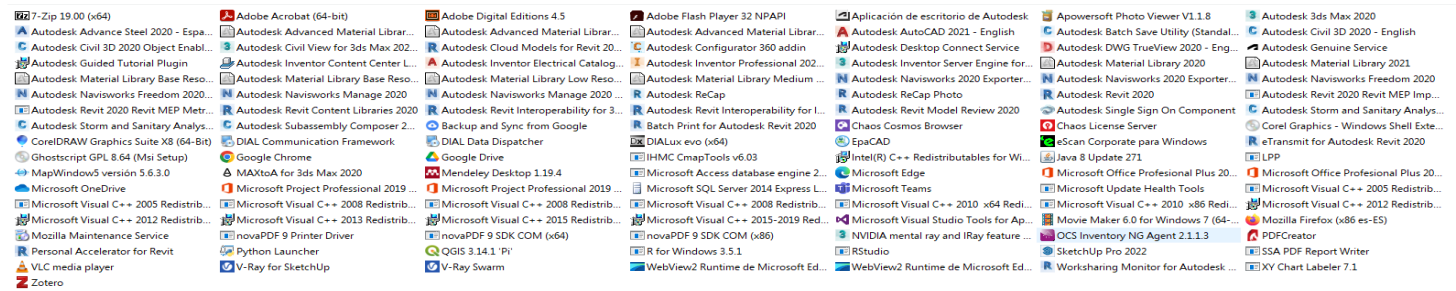 7-Zip 19.00 (x64) Adobe Acrobat (64-bit) Adobe Digital Editions 4.5 Adobe Flash Player 32 NPAPI Aplicación de escritorio de Autodesk Apowersoft Photo Viewer V1.1.8 Autodesk 3ds Max 2020
Autodesk Advance Steel 2020 - Espa... Autodesk Advanced Material Librar... Autodesk Advanced Material Librar... Autodesk Advanced Material Librar... Autodesk AutoCAD 2021 - English Autodesk Batch Save Utility (Standal... Autodesk Civil 3D 2020 - English
Autodesk Civil 3D 2020 Object Enabl... Autodesk Civil View for 3ds Max 202... Autodesk Cloud Models for Revit 20... Autodesk Configurator 360 addin Autodesk Desktop Connect Service Autodesk DWG TrueView 2020 - Eng... Autodesk Genuine Service
Autodesk Guided Tutorial Plugin Autodesk Inventor Content Center L... Autodesk Inventor Electrical Catalog... Autodesk Inventor Professional 202... Autodesk Inventor Server Engine for... Autodesk Material Library 2020 Autodesk Material Library 2021
Autodesk Material Library Base Reso... Autodesk Material Library Base Reso... Autodesk Material Library Low Reso... Autodesk Material Library Medium ... Autodesk Navisworks 2020 Exporter... Autodesk Navisworks 2020 Exporter... Autodesk Navisworks Freedom 2020
Autodesk Navisworks Freedom 2020... Autodesk Navisworks Manage 2020 Autodesk Navisworks Manage 2020 ... Autodesk ReCap Autodesk ReCap Photo Autodesk Revit 2020 Autodesk Revit 2020 Revit MEP Imp...
Autodesk Revit 2020 Revit MEP Metr... Autodesk Revit Content Libraries 2020 Autodesk Revit Interoperability for 3... Autodesk Revit Interoperability for I... Autodesk Revit Model Review 2020 Autodesk Single Sign On Component Autodesk Storm and Sanitary Analys...
Autodesk Storm and Sanitary Analys... Autodesk Subassembly Composer 2... Backup and Sync from Google Batch Print for Autodesk Revit 2020 Chaos Cosmos Browser Chaos License Server Corel Graphics - Windows Shell Exte...
CorelDRAW Graphics Suite X8 (64-Bit) DIAL Communication Framework DIAL Data Dispatcher DIALux evo (x64) EpaCAD eScan Corporate para Windows eTransmit for Autodesk Revit 2020
Ghostscript GPL 8.64 (Msi Setup) Google Chrome Google Drive IHMC CmapTools v6.03 Intel(R) C++ Redistributables for Wi... Java 8 Update 271 LPP
MapWindow5 versión 5.6.3.0 MAXtoA for 3ds Max 2020 Mendeley Desktop 1.19.4 Microsoft Access database engine 2... Microsoft Edge Microsoft Office Profesional Plus 20... Microsoft Office Profesional Plus 20...
Microsoft OneDrive Microsoft Project Professional 2019 ... Microsoft Project Professional 2019 ... Microsoft SQL Server 2014 Express L... Microsoft Teams Microsoft Update Health Tools Microsoft Visual C++ 2005 Redistrib...
Microsoft Visual C++ 2005 Redistrib... Microsoft Visual C++ 2008 Redistrib... Microsoft Visual C++ 2008 Redistrib... Microsoft Visual C++ 2008 Redistrib... Microsoft Visual C++ 2010 x64 Redi... Microsoft Visual C++ 2010 x86 Redi... Microsoft Visual C++ 2012 Redistrib...
Microsoft Visual C++ 2012 Redistrib... Microsoft Visual C++ 2013 Redistrib... Microsoft Visual C++ 2015 Redistrib... Microsoft Visual C++ 2015-2019 Red... Microsoft Visual Studio Tools for Ap... Movie Maker 6.0 for Windows 7 (64-... Mozilla Firefox (x86 es-ES)
Mozilla Maintenance Service novaPDF 9 Printer Driver novaPDF 9 SDK COM (x64) novaPDF 9 SDK COM (x86) NVIDIA mental ray and IRay feature ... OCS Inventory NG Agent 2.1.1.3 PDFCreator
Personal Accelerator for Revit Python Launcher QGIS 3.14.1 'Pi' R for Windows 3.5.1 RStudio SketchUp Pro 2022 SSA PDF Report Writer
VLC media player V-Ray for SketchUp V-Ray Swarm WebView2 Runtime de Microsoft Ed... WebView2 Runtime de Microsoft Ed... Worksharing Monitor for Autodesk ... XY Chart Labeler 7.1
Zotero